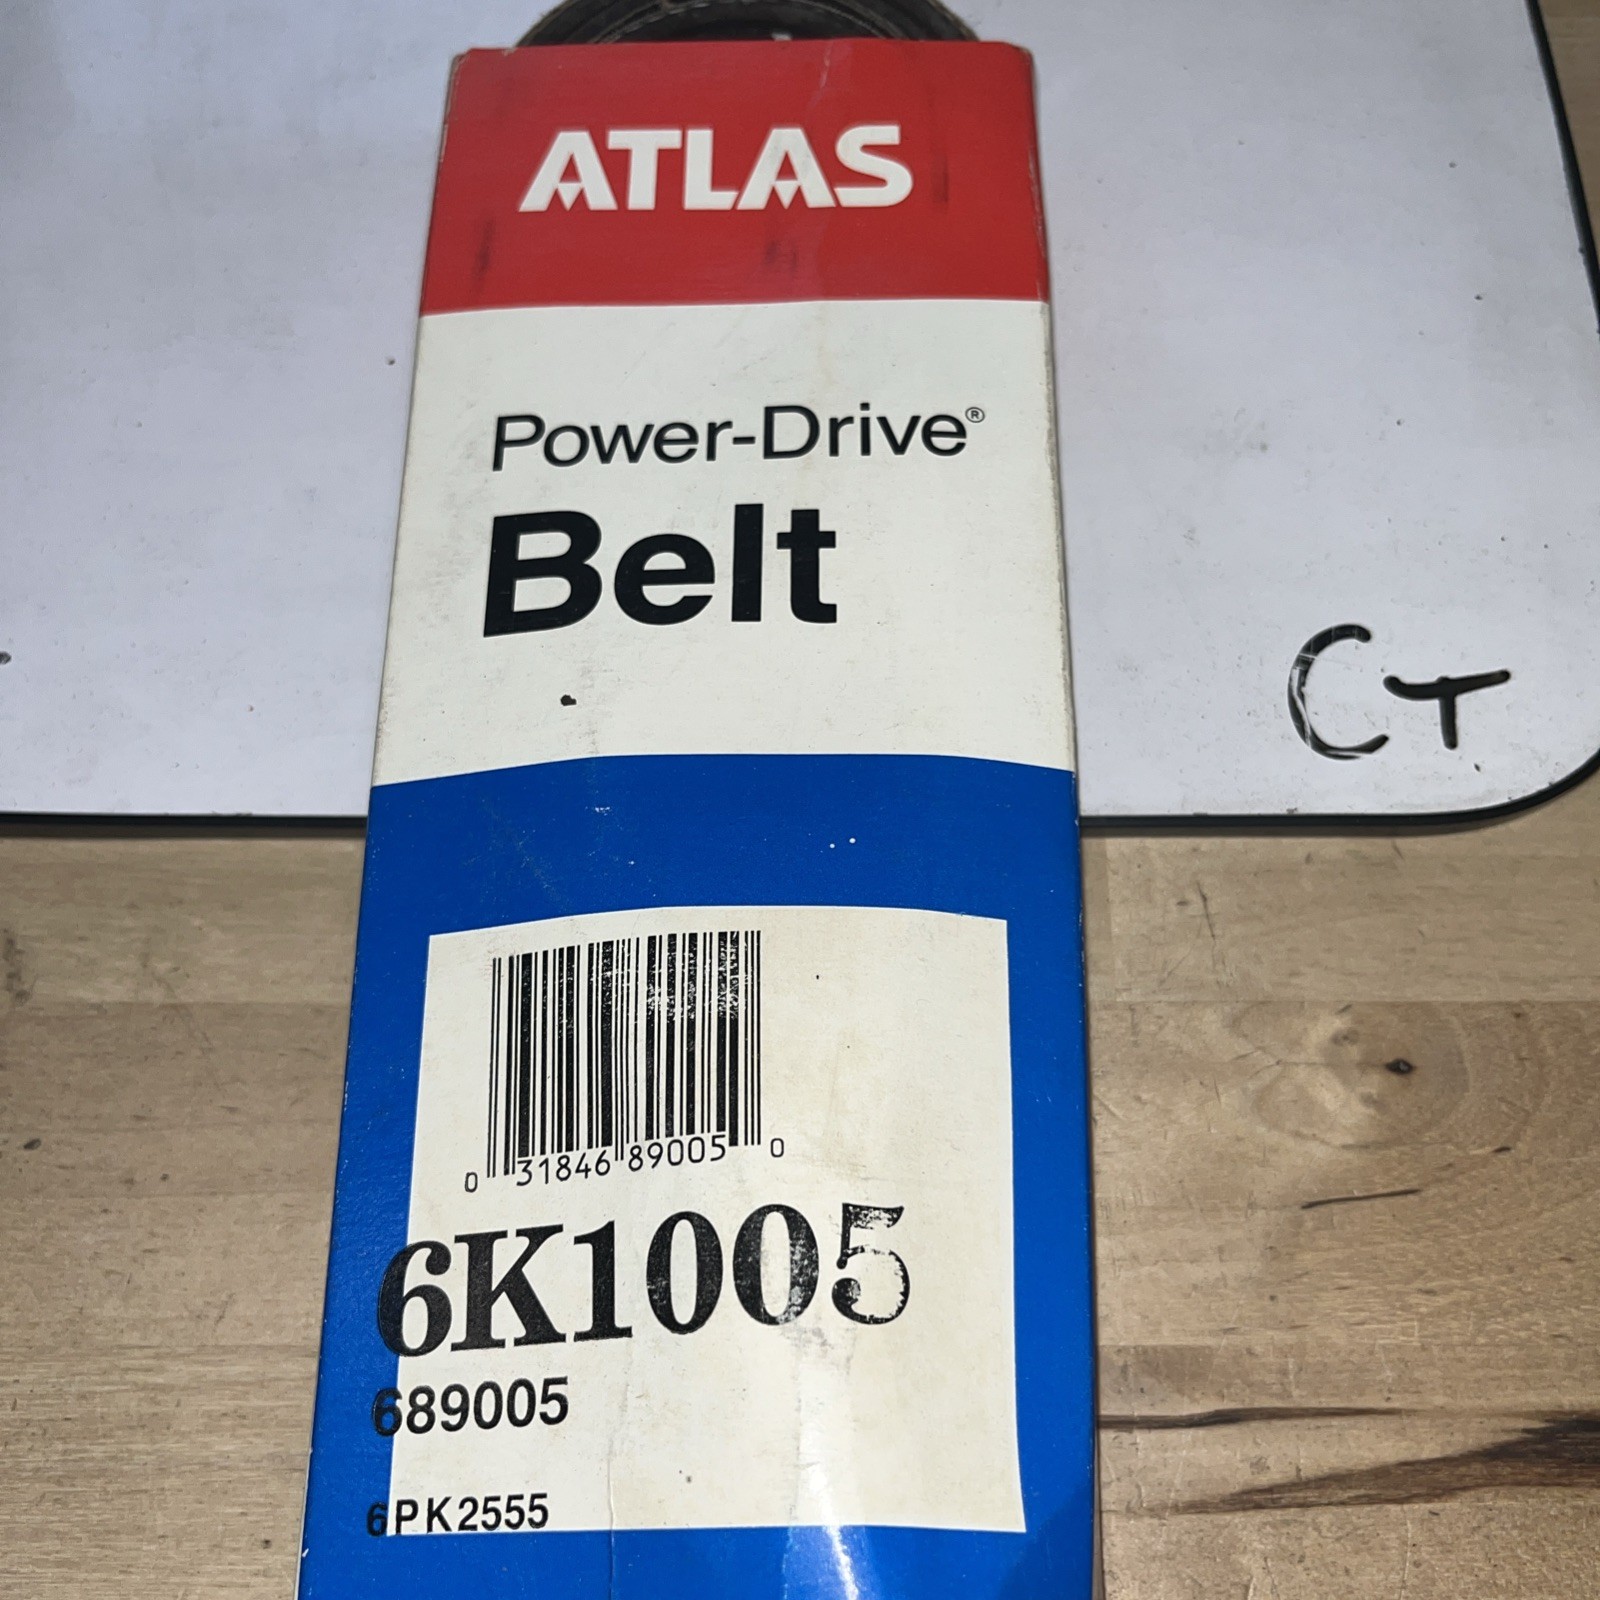 ATLAS
Power-Drive®
Belt
CT
0 31846 89005 0
6K1005
689005
6PK2555